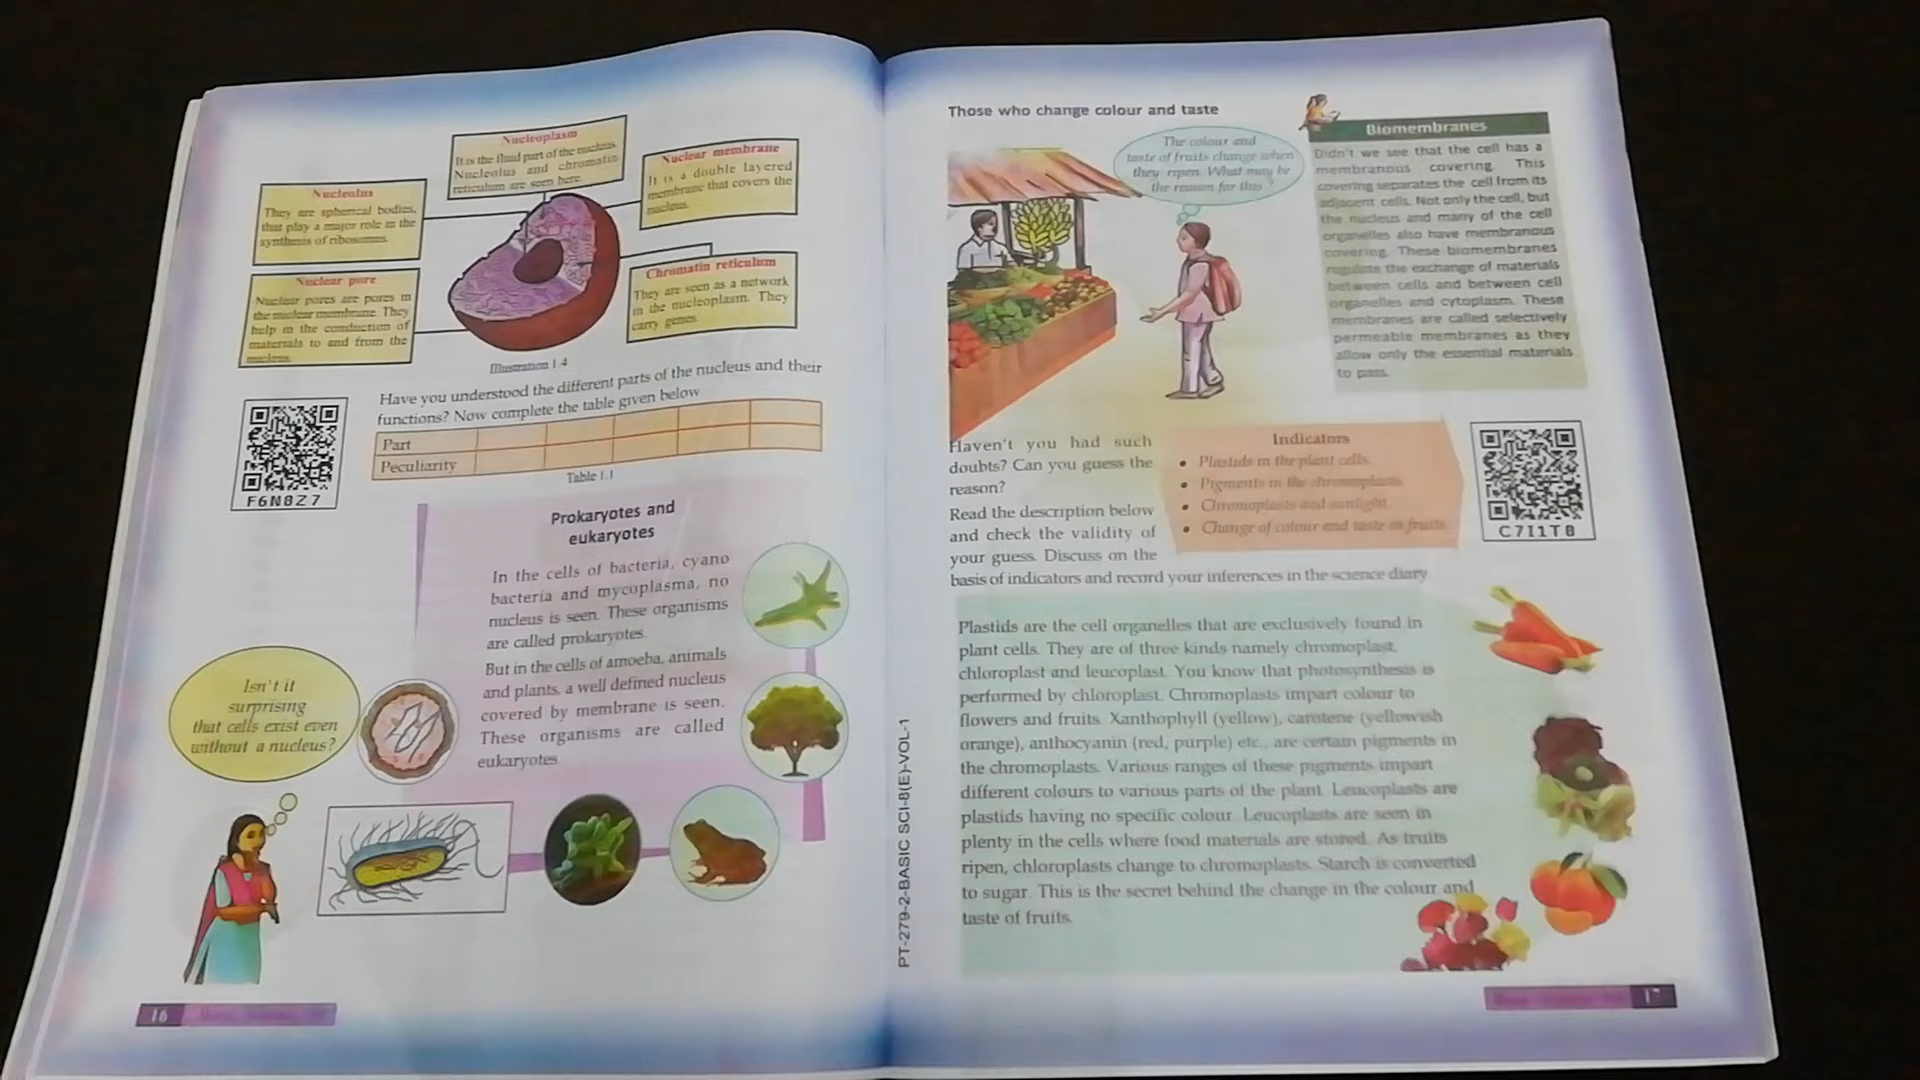 Nucleoplasm
It is the fluid part of the nucleus.
Nucleolus and chromatin
reticulum are seen here.
Nuclear membrane
It is a double layered
membrane that covers the
nucleus.
Nucleolus
They are spherical bodies,
that play a major role in the
synthesis of ribosomes.
Nuclear pore
Nuclear pores are pores in
the nuclear membrane. They
help in the conduction of
materials to and from the
nucleus.
Chromatin reticulum
They are seen as a network
in the nucleoplasm. They
carry genes.
Illustration 1.4
Have you understood the different parts of the nucleus and their
functions? Now complete the table given below
Part
Peculiarity
Table 1.1
F6N8Z7
Prokaryotes and
eukaryotes
In the cells of bacteria, cyano
bacteria and mycoplasma, no
nucleus is seen. These organisms
are called prokaryotes.
But in the cells of amoeba, animals
and plants, a well defined nucleus
covered by membrane is seen.
These organisms are called
eukaryotes.
Isn't it
surprising
that cells exist even
without a nucleus?
16
Those who change colour and taste
The colour and
taste of fruits change when
they ripen. What may be
the reason for this?
Biomembranes
Didn't we see that the cell has a
membranous covering. This
covering separates the cell from its
adjacent cells. Not only the cell, but
the nucleus and many of the cell
organelles also have membranous
covering. These biomembranes
regulate the exchange of materials
between cells and between cell
organelles and cytoplasm. These
membranes are called selectively
permeable membranes as they
allow only the essential materials
to pass.
Haven't you had such
doubts? Can you guess the
reason?
Read the description below
and check the validity of
your guess. Discuss on the
basis of indicators and record your inferences in the science diary
Indicators
• Plastids in the plant cells.
• Pigments in the chromoplasts.
• Chromoplasts and sunlight.
• Change of colour and taste in fruits.
C7I1T8
Plastids are the cell organelles that are exclusively found in
plant cells. They are of three kinds namely chromoplast,
chloroplast and leucoplast. You know that photosynthesis is
performed by chloroplast. Chromoplasts impart colour to
flowers and fruits. Xanthophyll (yellow), carotene (yellowish
orange), anthocyanin (red, purple) etc., are certain pigments in
the chromoplasts. Various ranges of these pigments impart
different colours to various parts of the plant. Leucoplasts are
plastids having no specific colour. Leucoplasts are seen in
plenty in the cells where food materials are stored. As fruits
ripen, chloroplasts change to chromoplasts. Starch is converted
to sugar. This is the secret behind the change in the colour and
taste of fruits.
PT-279-2-BASIC SCI-8(E)-VOL-1
17